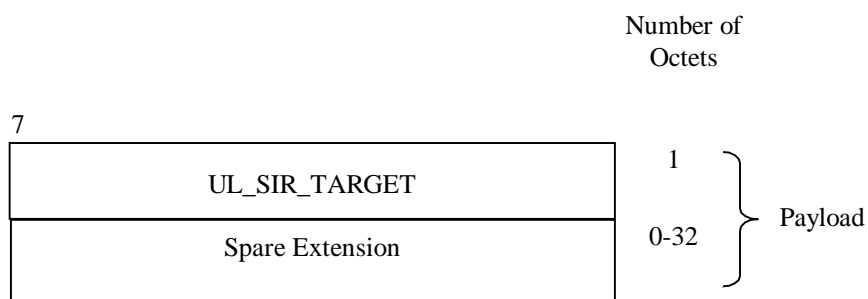 Number of
Octets
7
UL_SIR_TARGET
1
Spare Extension
0-32
Payload